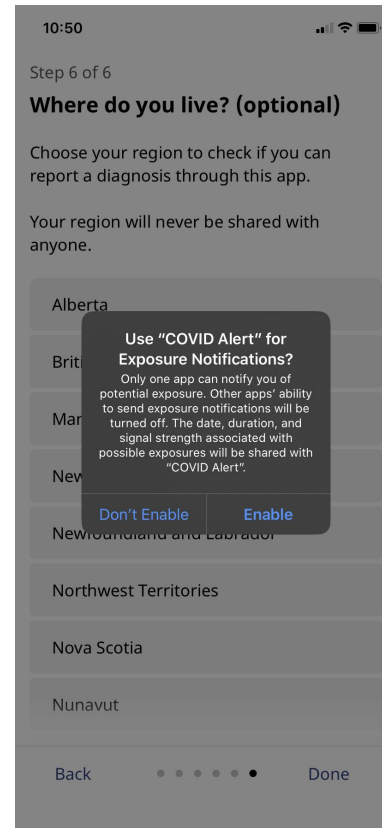 10:50
Step 6 of 6
Where do you live? (optional)
Choose your region to check if you can
report a diagnosis through this app.
Your region will never be shared with
anyone.
Alberta
Use “COVID Alert” for
Exposure Notifications?
Only one app can notify you of
potential exposure. Other apps’ ability
to send exposure notifications will be
turned off. The date, duration, and
signal strength associated with
possible exposures will be shared with
“COVID Alert”.
Don’t Enable
Enable
Newfoundland and Labrador
Northwest Territories
Nova Scotia
Nunavut
Back
Done